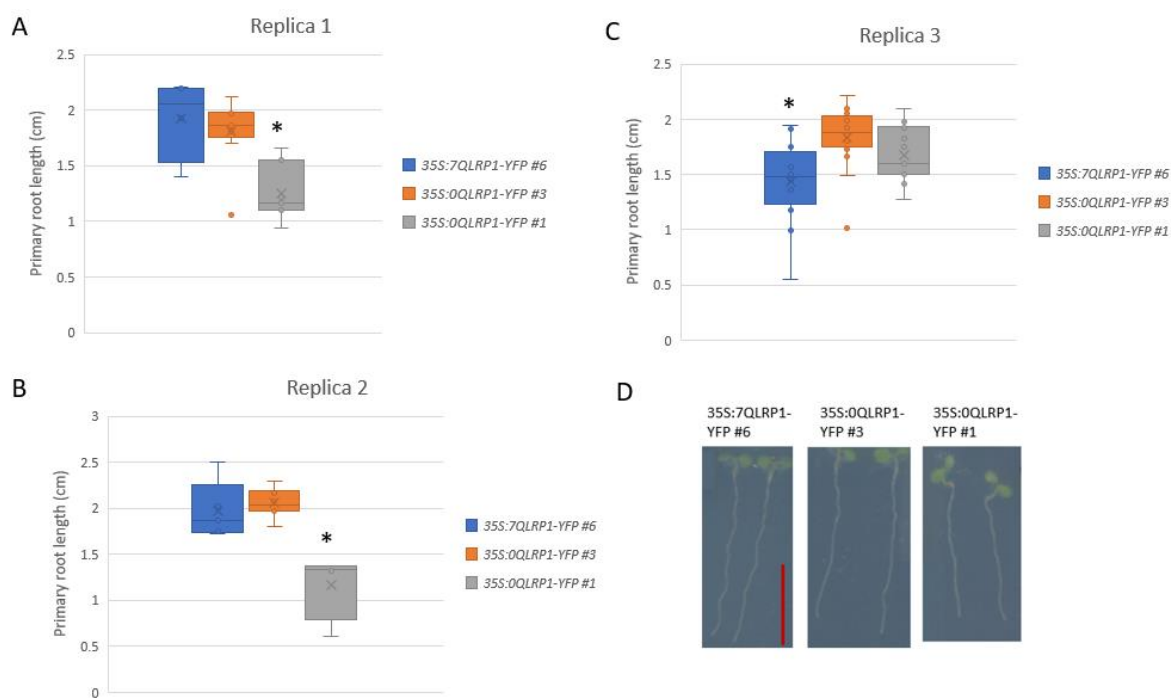 A
Replica 1
Primary root length (cm)
2.5
2
1.5
1
0.5
0
*
35S:7QLRP1-YFP #6
35S:0QLRP1-YFP #3
35S:0QLRP1-YFP #1
B
Replica 2
Primary root length (cm)
3
2.5
2
1.5
1
0.5
0
*
35S:7QLRP1-YFP #6
35S:0QLRP1-YFP #3
35S:0QLRP1-YFP #1
C
Replica 3
Primary root length (cm)
2.5
2
1.5
1
0.5
0
*
35S:7QLRP1-YFP #6
35S:0QLRP1-YFP #3
35S:0QLRP1-YFP #1
D
35S:7QLRP1-
YFP #6
35S:0QLRP1-
YFP #3
35S:0QLRP1-
YFP #1